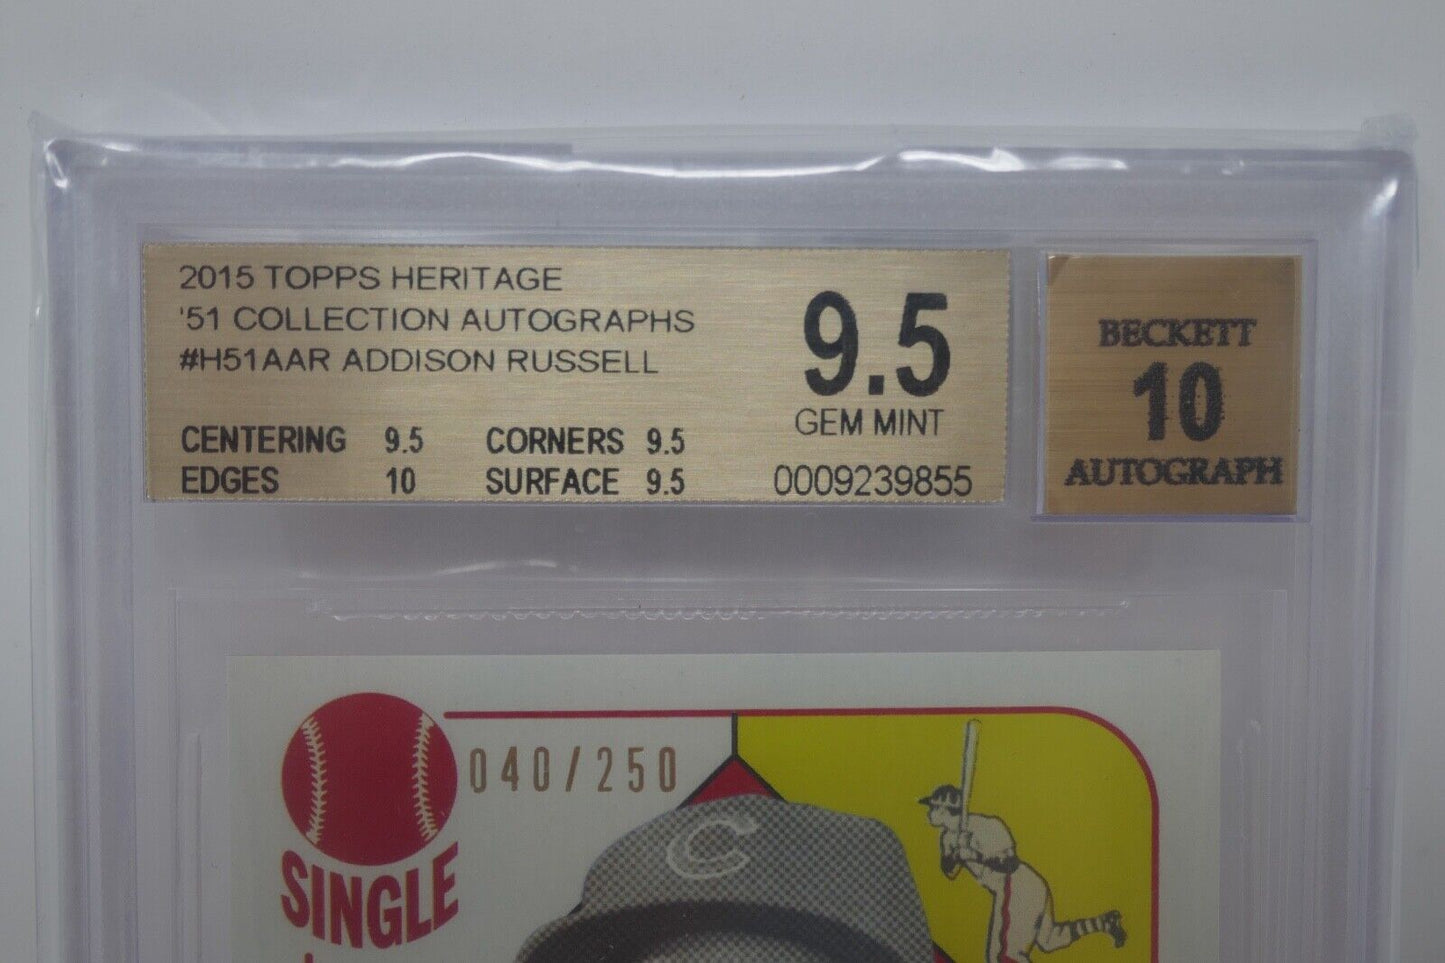 2015 TOPPS HERITAGE
'51 COLLECTION AUTOGRAPHS
#H51AAR ADDISON RUSSELL
CENTERING 9.5 CORNERS 9.5
EDGES 10 SURFACE 9.5
9.5
GEM MINT
0009239855
BECKETT
10
AUTOGRAPH
040/250
SINGLE
C